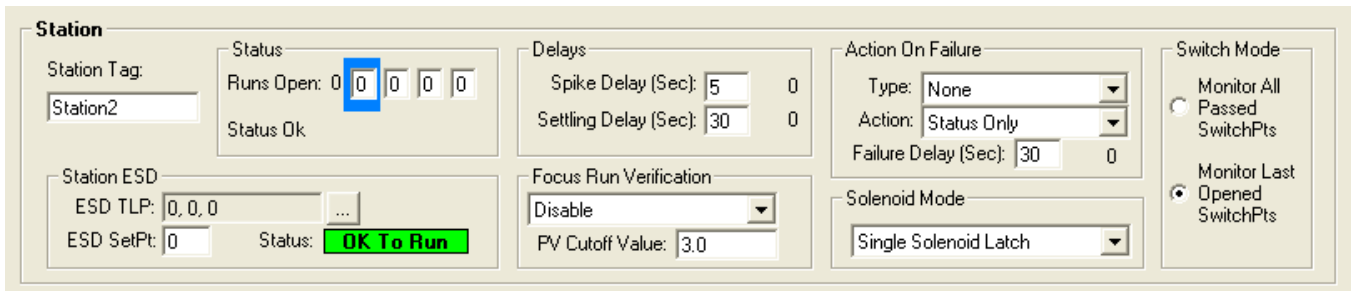 Station
Station Tag:
Station2
Status
Runs Open: 0 0 0 0 0
Status Ok
Station ESD
ESD TLP: 0, 0, 0 ...
ESD SetPt: 0 Status: OK To Run
Delays
Spike Delay (Sec): 5 0
Settling Delay (Sec): 30 0
Focus Run Verification
Disable
PV Cutoff Value: 3.0
Action On Failure
Type: None
Action: Status Only
Failure Delay (Sec): 30 0
Solenoid Mode
Single Solenoid Latch
Switch Mode
Monitor All
Passed
SwitchPts
Monitor Last
Opened
SwitchPts